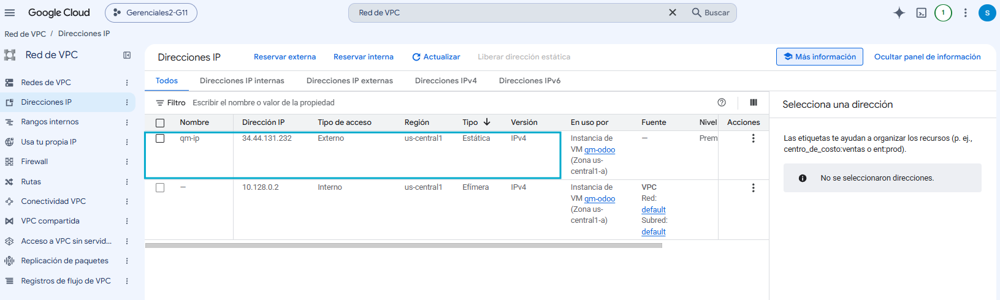 Google Cloud
Gerenciales2-G11
Red de VPC
Buscar
1
S
Red de VPC / Direcciones IP
Red de VPC
Redes de VPC
Direcciones IP
Rangos internos
Usa tu propia IP
Firewall
Rutas
Conectividad VPC
VPC compartida
Acceso a VPC sin servid...
Replicación de paquetes
Registros de flujo de VPC
Direcciones IP
Reservar externa
Reservar interna
Actualizar
Liberar dirección estática
Más información
Ocultar panel de información
Todos
Direcciones IP internas
Direcciones IP externas
Direcciones IPv4
Direcciones IPv6
Filtro Escribir el nombre o valor de la propiedad
Nombre Dirección IP Tipo de acceso Región Tipo Versión En uso por Fuente Nivel Acciones
qm-ip 34.44.131.232 Externo us-central1 Estática IPv4 Instancia de — Prem
VM qm-odoo
(Zona us-
central1-a)
— 10.128.0.2 Interno us-central1 Efímera IPv4 Instancia de VPC
VM qm-odoo Red:
(Zona us- default
central1-a) Subred:
default
Selecciona una dirección
Las etiquetas te ayudan a organizar los recursos (p. ej.,
centro_de_costo:ventas o ent:prod).
No se seleccionaron direcciones.